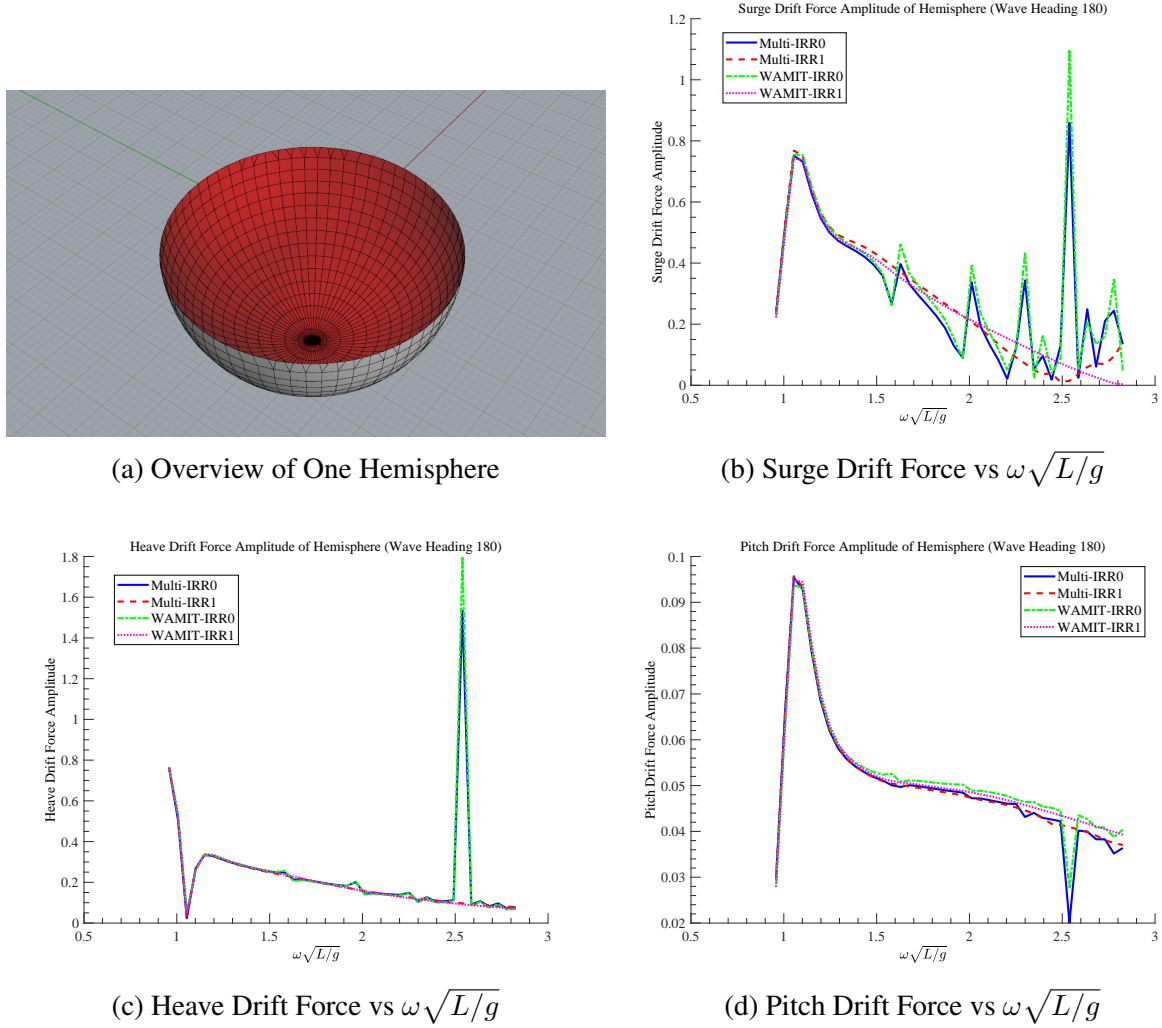 (a) Overview of One Hemisphere
Surge Drift Force Amplitude of Hemisphere (Wave Heading 180)
Surge Drift Force Amplitude
1.2
1
0.8
0.6
0.4
0.2
0
Multi-IRR0
Multi-IRR1
WAMIT-IRR0
WAMIT-IRR1
0.5 1 1.5 2 2.5 3
ω√L/g
(b) Surge Drift Force vs ω√L/g
Heave Drift Force Amplitude of Hemisphere (Wave Heading 180)
Heave Drift Force Amplitude
1.8
1.6
1.4
1.2
1
0.8
0.6
0.4
0.2
0
Multi-IRR0
Multi-IRR1
WAMIT-IRR0
WAMIT-IRR1
0.5 1 1.5 2 2.5 3
ω√L/g
(c) Heave Drift Force vs ω√L/g
Pitch Drift Force Amplitude of Hemisphere (Wave Heading 180)
Pitch Drift Force Amplitude
0.1
0.09
0.08
0.07
0.06
0.05
0.04
0.03
0.02
Multi-IRR0
Multi-IRR1
WAMIT-IRR0
WAMIT-IRR1
0.5 1 1.5 2 2.5 3
ω√L/g
(d) Pitch Drift Force vs ω√L/g